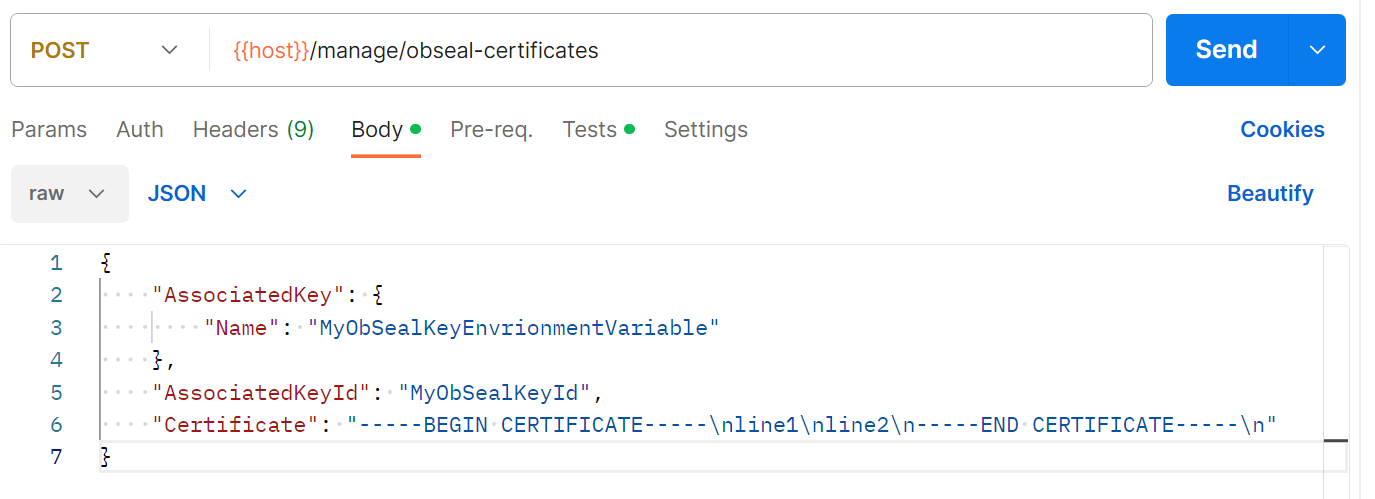 POST {{host}}/manage/obseal-certificates Send
Params Auth Headers (9) Body Pre-req. Tests Settings Cookies
raw JSON Beautify
1 {
2 "AssociatedKey": {
3 "Name": "MyObSealKeyEnvrionmentVariable"
4 },
5 "AssociatedKeyId": "MyObSealKeyId",
6 "Certificate": "-----BEGIN CERTIFICATE-----\nline1\nline2\n-----END CERTIFICATE-----\n"
7 }